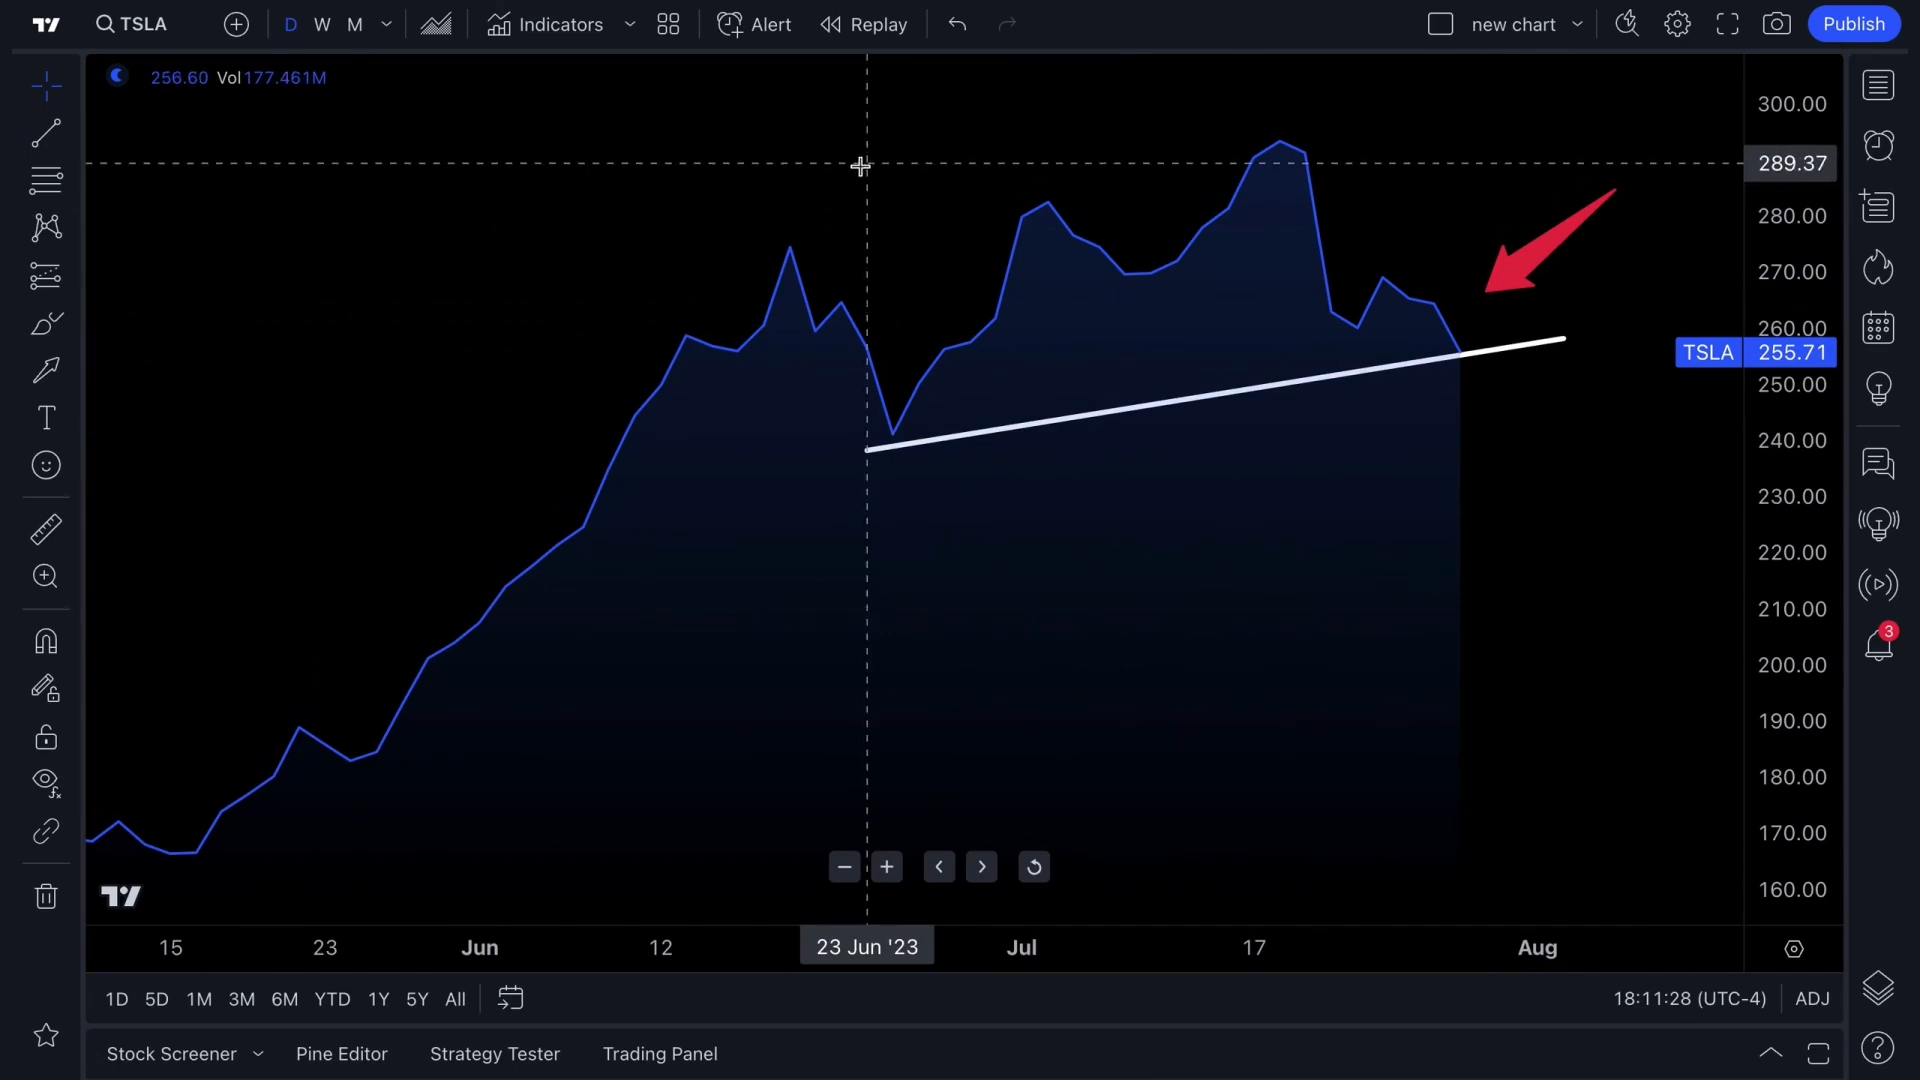 TSLA D W M Indicators Alert Replay new chart Publish
256.60 Vol 177.461M
300.00
289.37
280.00
270.00
260.00
TSLA 255.71
250.00
240.00
230.00
220.00
210.00
3
200.00
190.00
180.00
170.00
160.00
15 23 Jun 12 23 Jun '23 Jul 17 Aug
1D 5D 1M 3M 6M YTD 1Y 5Y All 18:11:28 (UTC-4) ADJ
Stock Screener Pine Editor Strategy Tester Trading Panel